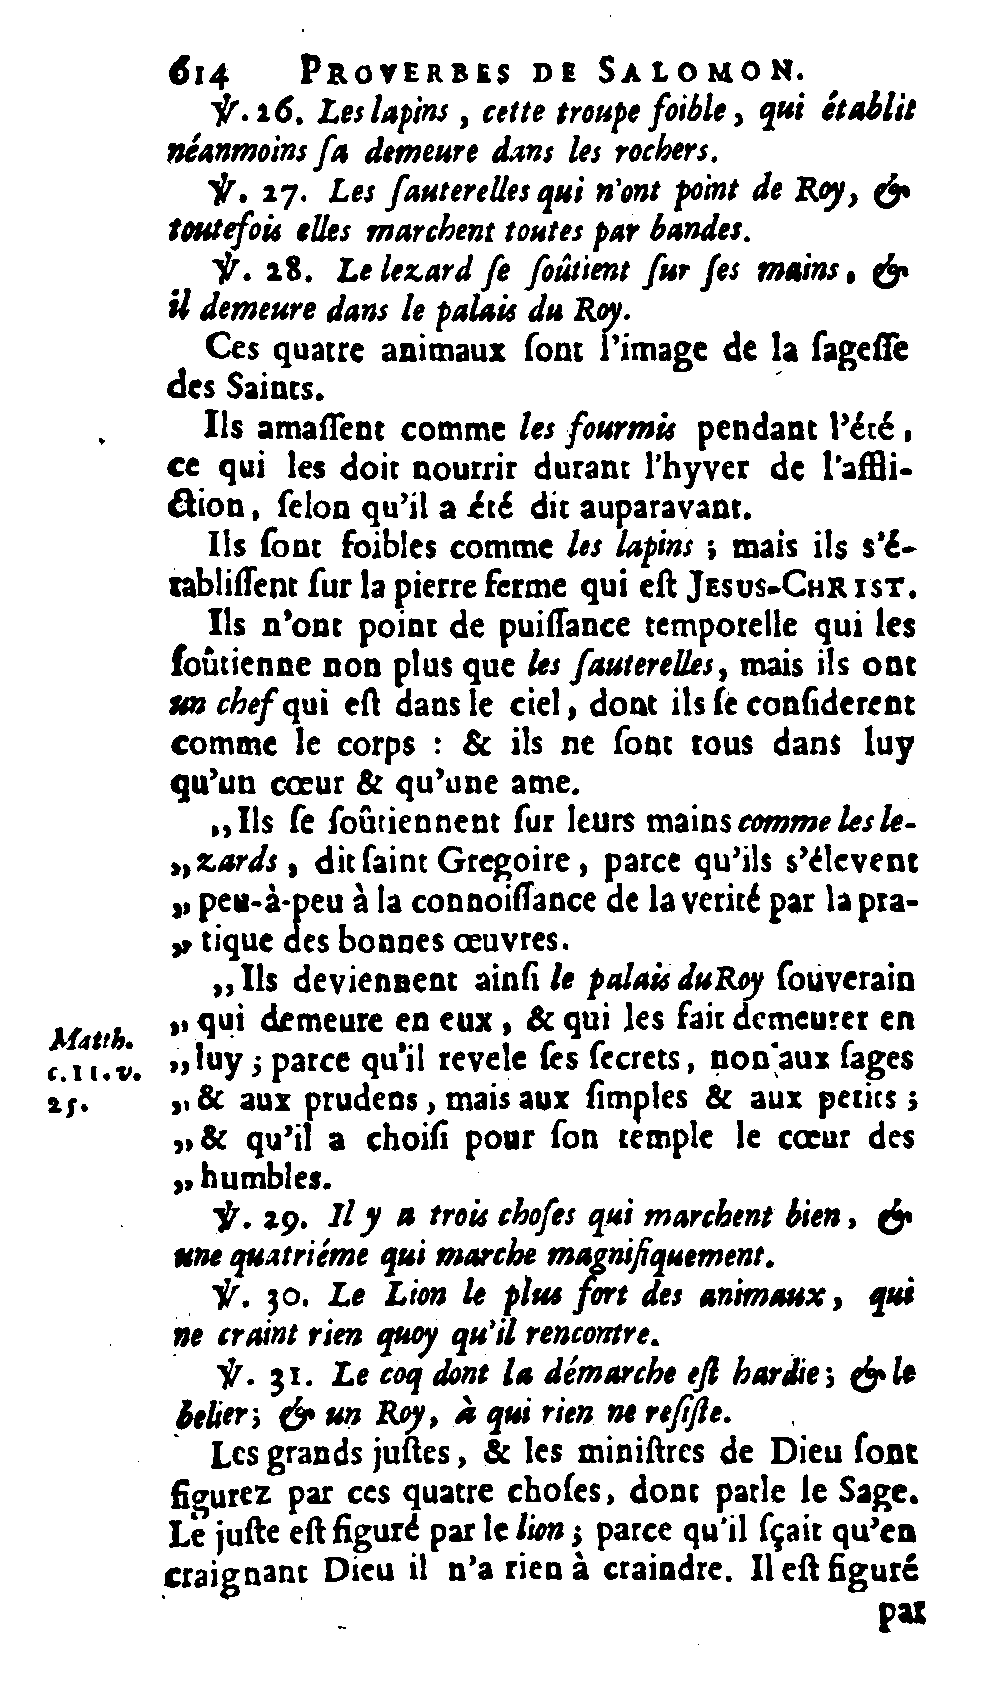 614 PROVERBES DE SALOMON.
℣. 26. Les lapins, cette troupe foible, qui établit
néanmoins ſa demeure dans les rochers.
℣. 27. Les ſauterelles qui n'ont point de Roy, &
toutefois elles marchent toutes par bandes.
℣. 28. Le lezard ſe ſoûtient ſur ſes mains, &
il demeure dans le palais du Roy.
Ces quatre animaux ſont l'image de la ſageſſe
des Saints.
Ils amaſſent comme les fourmis pendant l'été,
ce qui les doit nourrir durant l'hyver de l'affli-
ction, ſelon qu'il a été dit auparavant.
Ils ſont foibles comme les lapins ; mais ils s'é-
tabliſſent ſur la pierre ferme qui eſt JESUS-CHRIST.
Ils n'ont point de puiſſance temporelle qui les
ſoûtienne non plus que les ſauterelles, mais ils ont
un chef qui eſt dans le ciel, dont ils ſe conſiderent
comme le corps : & ils ne ſont tous dans luy
qu'un cœur & qu'une ame.
„Ils ſe ſoûtiennent ſur leurs mains comme les le-
„zards, dit ſaint Gregoire, parce qu'ils s'élevent
„peu-à-peu à la connoiſſance de la verité par la pra-
„tique des bonnes œuvres.
„Ils deviennent ainſi le palais du Roy ſouverain
„qui demeure en eux, & qui les fait demeurer en
Matth.
„luy ; parce qu'il revele ſes ſecrets, non aux ſages
c. 11. v.
„& aux prudens, mais aux ſimples & aux petits ;
25.
„& qu'il a choiſi pour ſon temple le cœur des
„humbles.
℣. 29. Il y a trois choſes qui marchent bien, &
une quatriéme qui marche magnifiquement.
℣. 30. Le Lion le plus fort des animaux, qui
ne craint rien quoy qu'il rencontre.
℣. 31. Le coq dont la démarche eſt hardie ; & le
belier ; & un Roy, à qui rien ne reſiſte.
Les grands juſtes, & les miniſtres de Dieu ſont
figurez par ces quatre choſes, dont parle le Sage.
Le juſte eſt figuré par le lion ; parce qu'il ſçait qu'en
craignant Dieu il n'a rien à craindre. Il eſt figuré
par